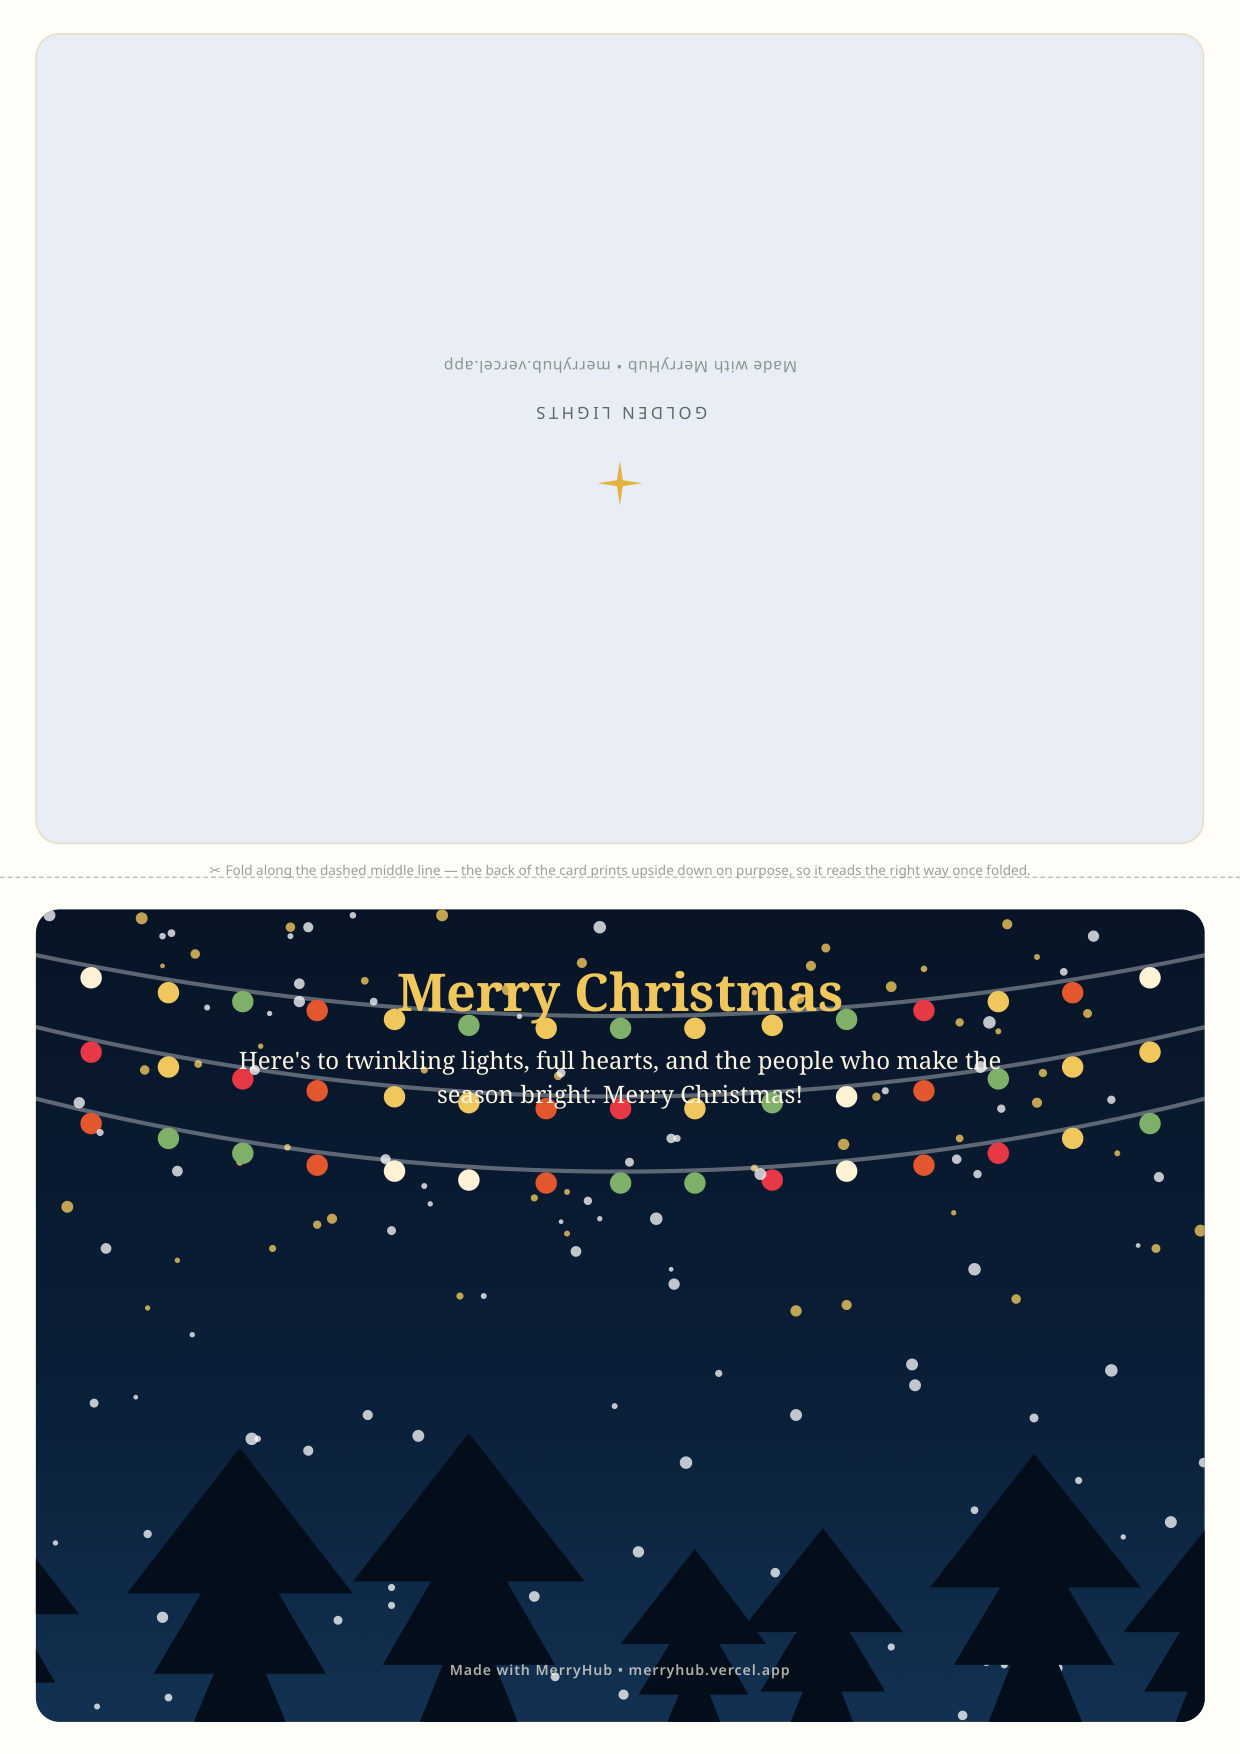 Made with MerryHub • merryhub.vercel.app
GOLDEN LIGHTS
✂ Fold along the dashed middle line — the back of the card prints upside down on purpose, so it reads the right way once folded.
Merry Christmas
Here's to twinkling lights, full hearts, and the people who make the
season bright. Merry Christmas!
Made with MerryHub • merryhub.vercel.app